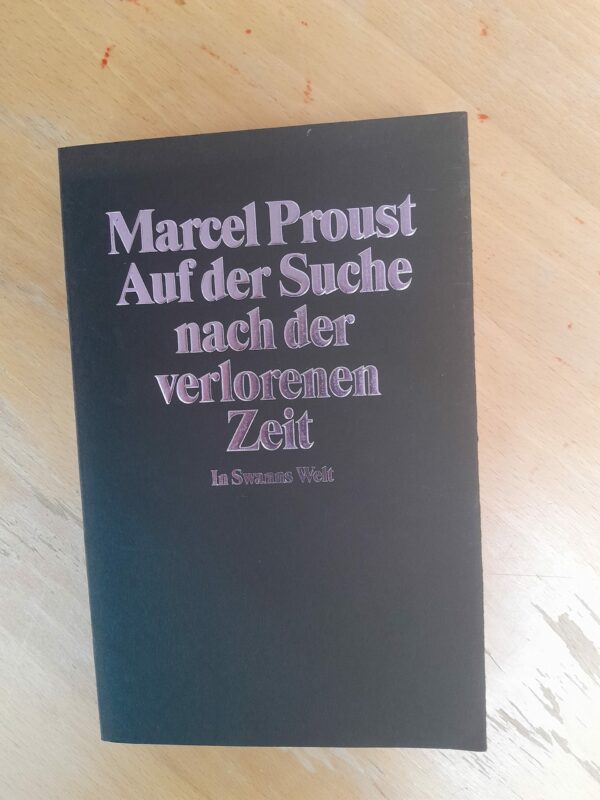 Marcel Proust
Auf der Suche
nach der
verlorenen
Zeit
In Swanns Welt